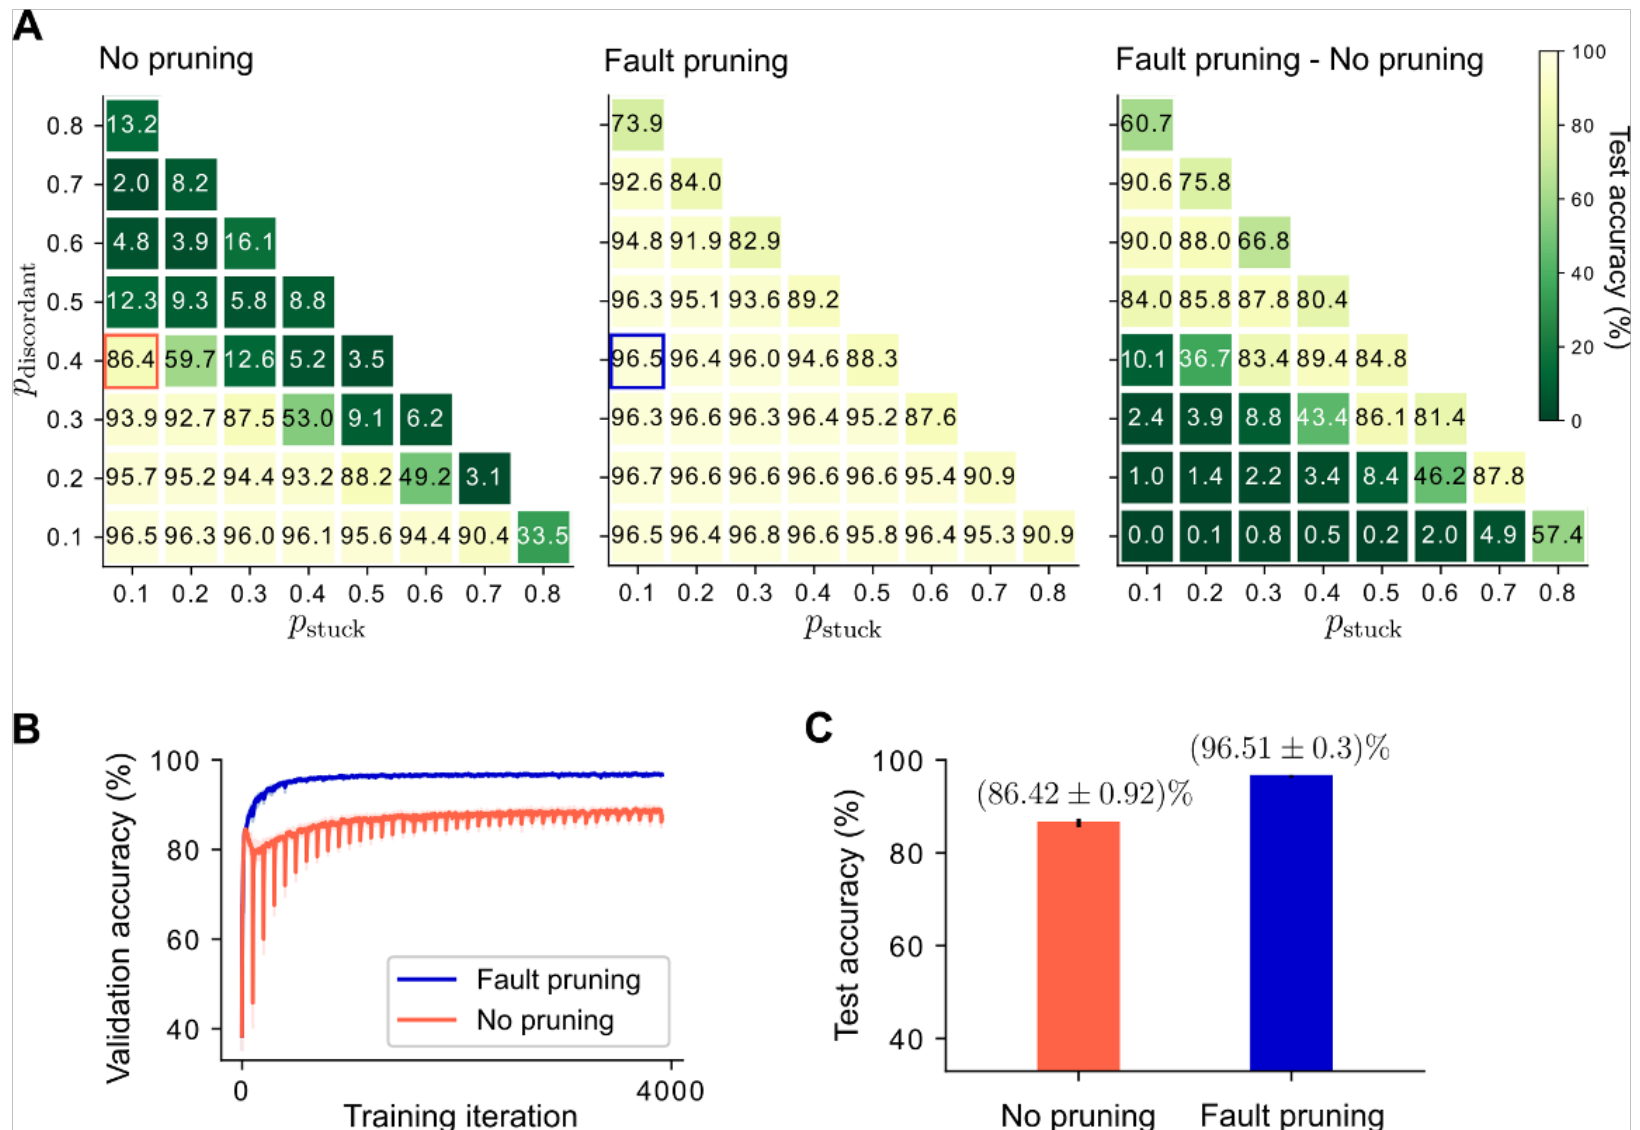 A
No pruning
Fault pruning
Fault pruning - No pruning
0.8 13.2 73.9 60.7
0.7 2.0 8.2 92.6 84.0 90.6 75.8
0.6 4.8 3.9 16.1 94.8 91.9 82.9 90.0 88.0 66.8
0.5 12.3 9.3 5.8 8.8 96.3 95.1 93.6 89.2 84.0 85.8 87.8 80.4
0.4 86.4 59.7 12.6 5.2 3.5 96.5 96.4 96.0 94.6 88.3 10.1 36.7 83.4 89.4 84.8
0.3 93.9 92.7 87.5 53.0 9.1 6.2 96.3 96.6 96.3 96.4 95.2 87.6 2.4 3.9 8.8 43.4 86.1 81.4
0.2 95.7 95.2 94.4 93.2 88.2 49.2 3.1 96.7 96.6 96.6 96.6 96.6 95.4 90.9 1.0 1.4 2.2 3.4 8.4 46.2 87.8
0.1 96.5 96.3 96.0 96.1 95.6 94.4 90.4 33.5 96.5 96.4 96.8 96.6 95.8 96.4 95.3 90.9 0.0 0.1 0.8 0.5 0.2 2.0 4.9 57.4
0.1 0.2 0.3 0.4 0.5 0.6 0.7 0.8 0.1 0.2 0.3 0.4 0.5 0.6 0.7 0.8 0.1 0.2 0.3 0.4 0.5 0.6 0.7 0.8
pdiscordant
pstuck pstuck pstuck
100
80
60
40
20
0
Test accuracy (%)
B
Validation accuracy (%)
100
80
60
40
Fault pruning
No pruning
0 4000
Training iteration
C
Test accuracy (%)
(96.51 ± 0.3)%
(86.42 ± 0.92)%
100
80
60
40
No pruning Fault pruning